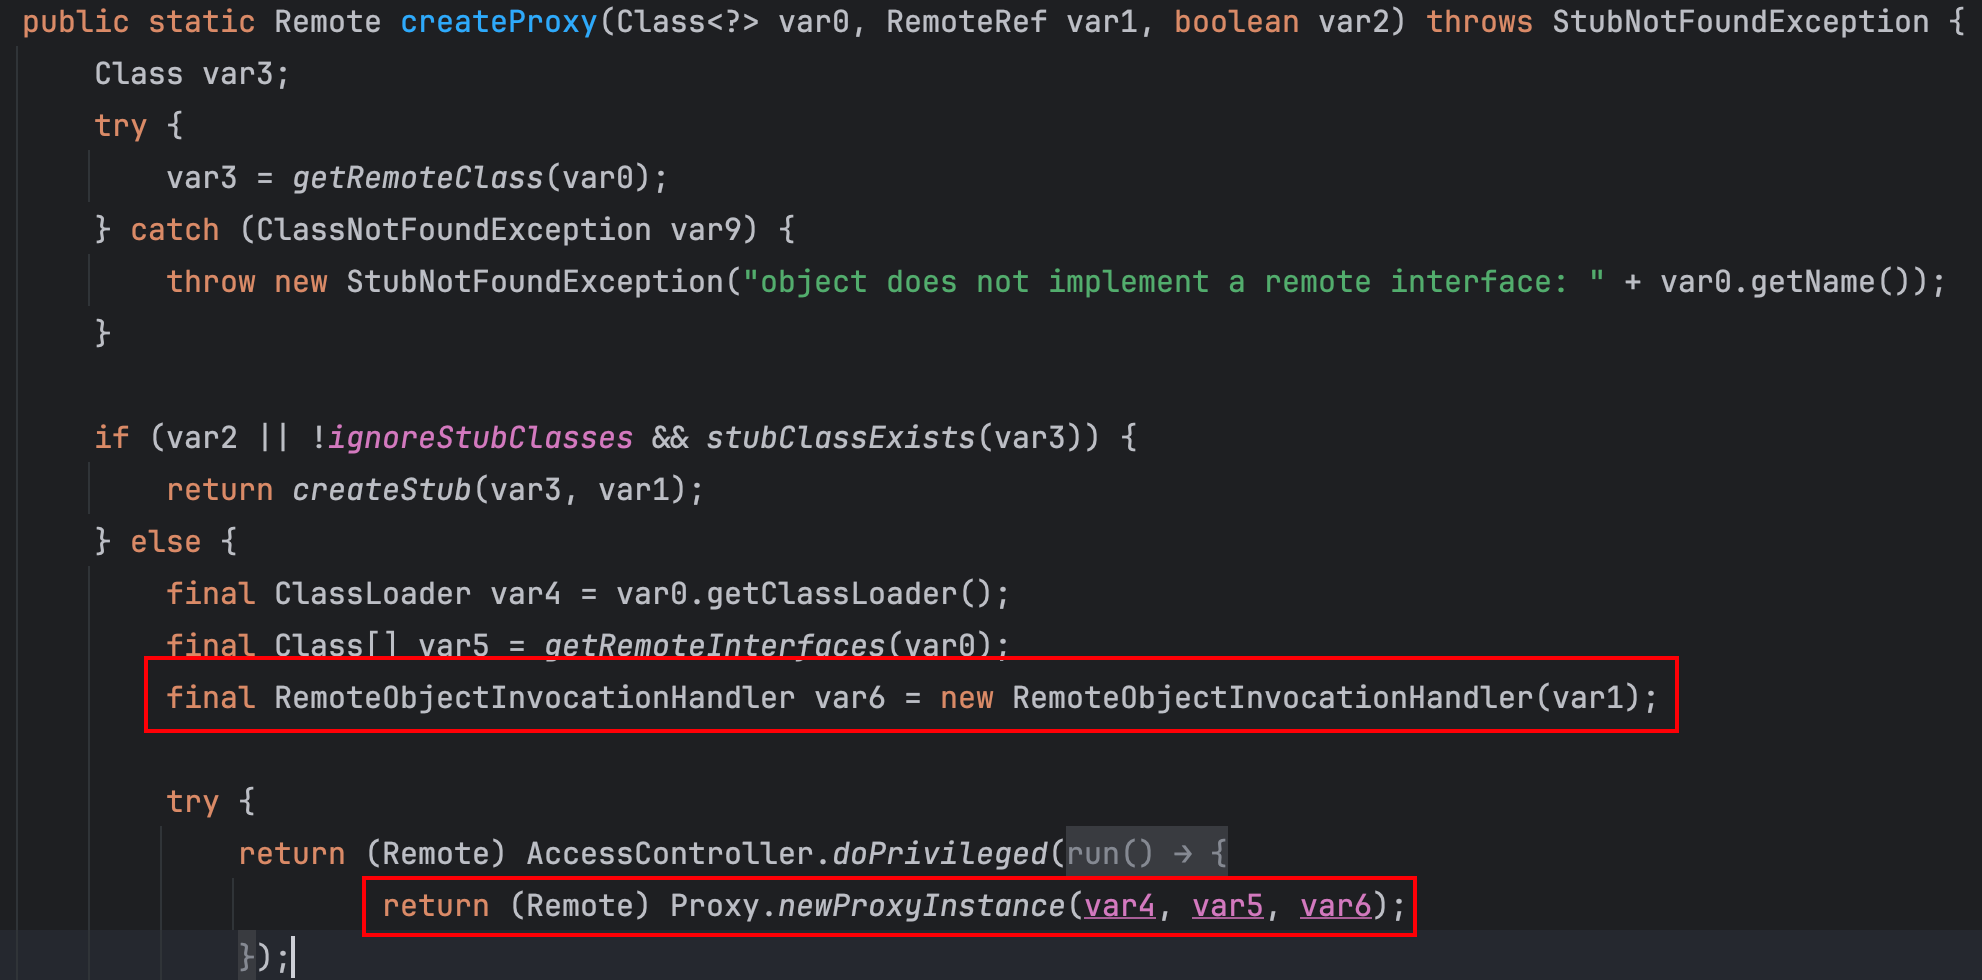 public static Remote createProxy(Class<?> var0, RemoteRef var1, boolean var2) throws StubNotFoundException {
    Class var3;
    try {
        var3 = getRemoteClass(var0);
    } catch (ClassNotFoundException var9) {
        throw new StubNotFoundException("object does not implement a remote interface: " + var0.getName());
    }

    if (var2 || !ignoreStubClasses && stubClassExists(var3)) {
        return createStub(var3, var1);
    } else {
        final ClassLoader var4 = var0.getClassLoader();
        final Class[] var5 = getRemoteInterfaces(var0);
        final RemoteObjectInvocationHandler var6 = new RemoteObjectInvocationHandler(var1);

        try {
            return (Remote) AccessController.doPrivileged(run() → {
                    return (Remote) Proxy.newProxyInstance(var4, var5, var6);
            });